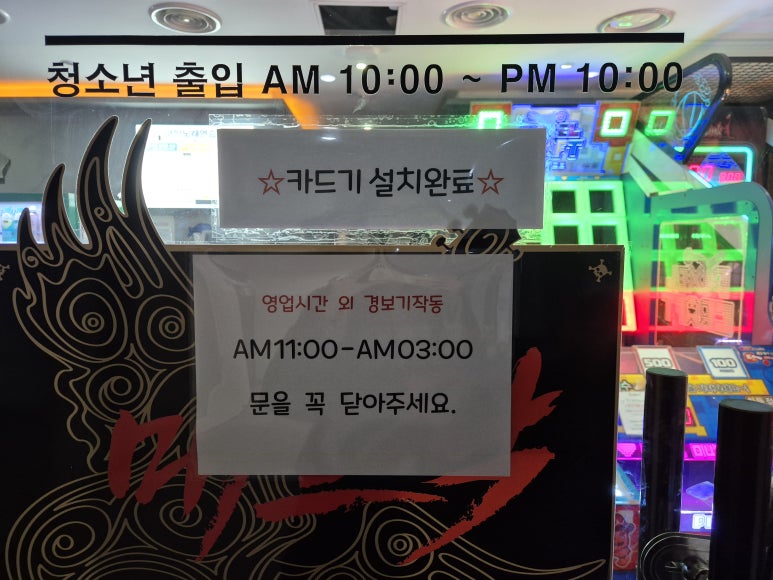 청소년 출입 AM 10:00 ~ PM 10:00
☆카드기 설치완료☆
영업시간 외 경보기작동
AM11:00-AM03:00
문을 꼭 닫아주세요.
500
100